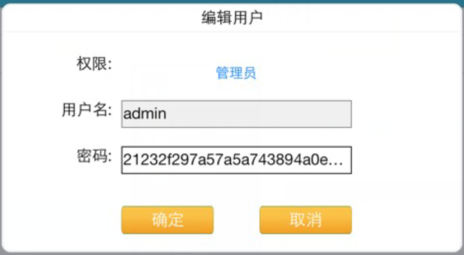 编辑用户
权限:
管理员
用户名: admin
密码: 21232f297a57a5a743894a0e...
确定 取消